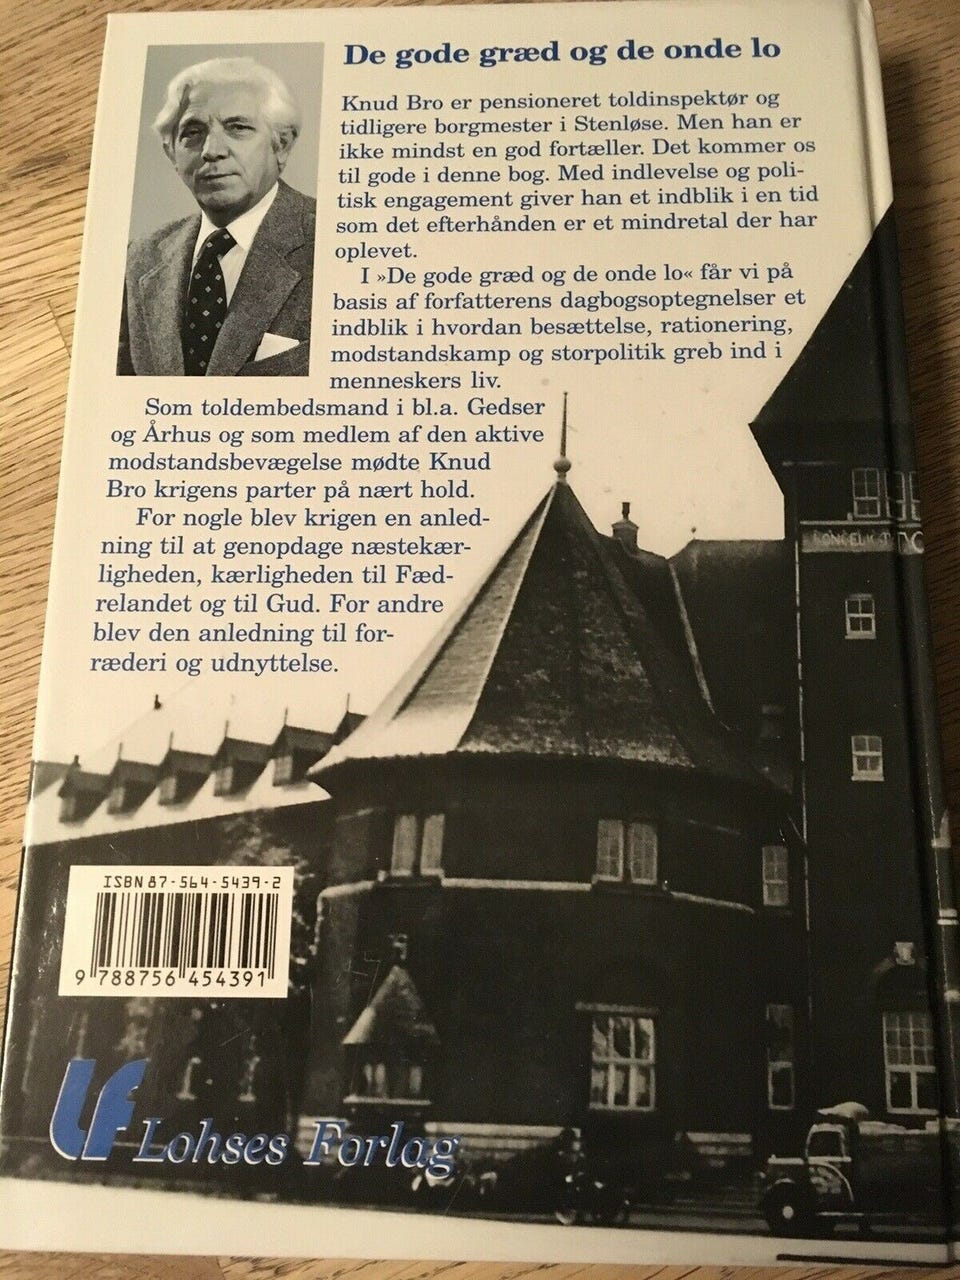 De gode græd og de onde lo
Knud Bro er pensioneret toldinspektør og
tidligere borgmester i Stenløse. Men han er
ikke mindst en god fortæller. Det kommer os
til gode i denne bog. Med indlevelse og poli-
tisk engagement giver han et indblik i en tid
som det efterhånden er et mindretal der har
oplevet.
I »De gode græd og de onde lo« får vi på
basis af forfatterens dagbogsoptegnelser et
indblik i hvordan besættelse, rationering,
modstandskamp og storpolitik greb ind i
menneskers liv.
Som toldembedsmand i bl.a. Gedser
og Århus og som medlem af den aktive
modstandsbevægelse mødte Knud
Bro krigens parter på nært hold.
For nogle blev krigen en anled-
ning til at genopdage næstekær-
ligheden, kærligheden til Fæd-
relandet og til Gud. For andre
blev den anledning til for-
ræderi og udnyttelse.
ISBN 87-564-5439-2
9 788756 454391
LF Lohses Forlag